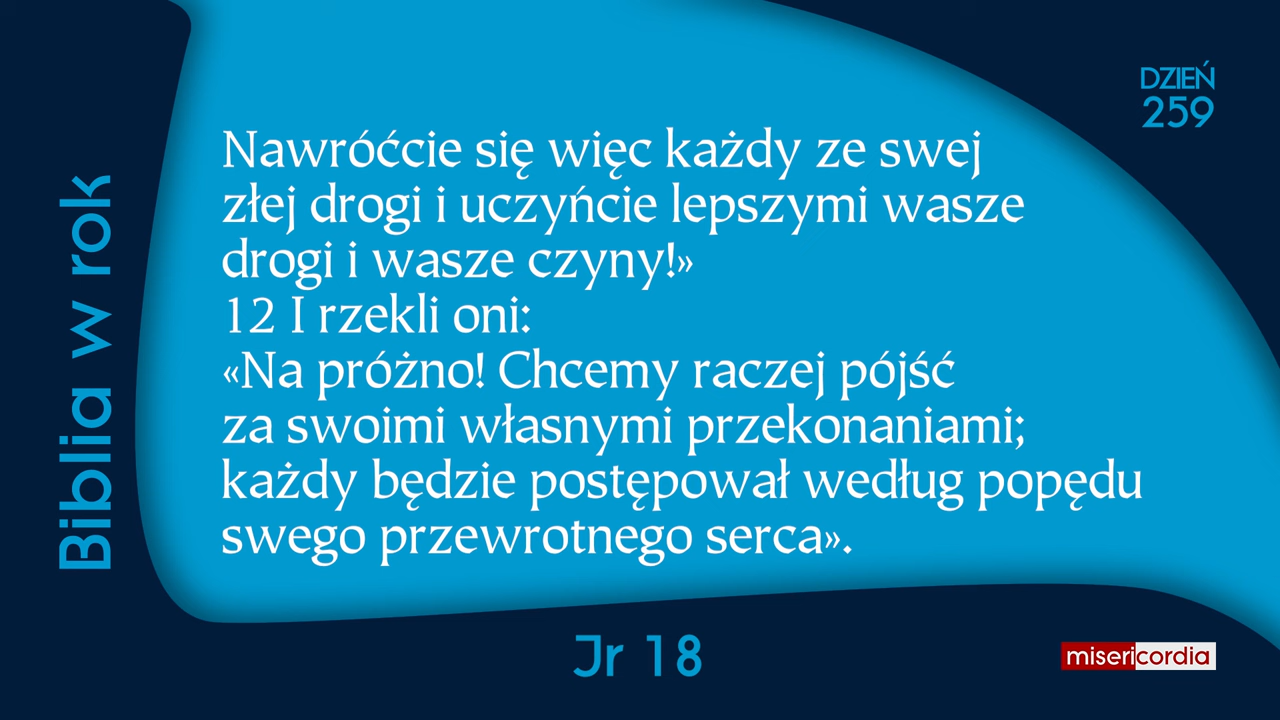 DZIEŃ
259
Nawróćcie się więc każdy ze swej
złej drogi i uczyńcie lepszymi wasze
drogi i wasze czyny!»
12 I rzekli oni:
«Na próżno! Chcemy raczej pójść
za swoimi własnymi przekonaniami;
każdy będzie postępował według popędu
swego przewrotnego serca».
Biblia w rok
Jr 18
misericordia